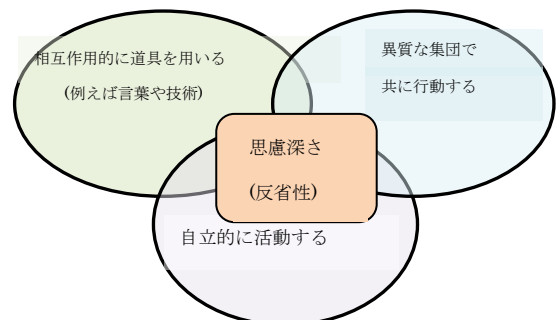 相互作用的に道具を用いる
(例えば言葉や技術)
異質な集団で
共に行動する
思慮深さ
(反省性)
自立的に活動する